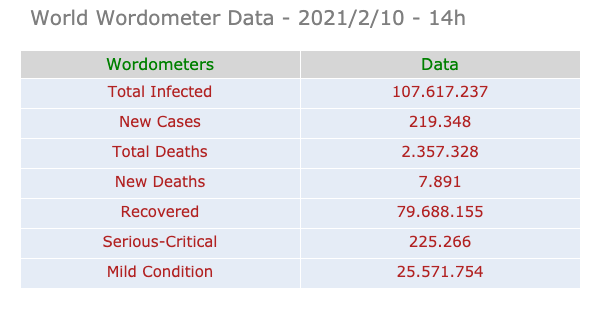 World Wordometer Data - 2021/2/10 - 14h
Wordometers Data
Total Infected 107.617.237
New Cases 219.348
Total Deaths 2.357.328
New Deaths 7.891
Recovered 79.688.155
Serious-Critical 225.266
Mild Condition 25.571.754